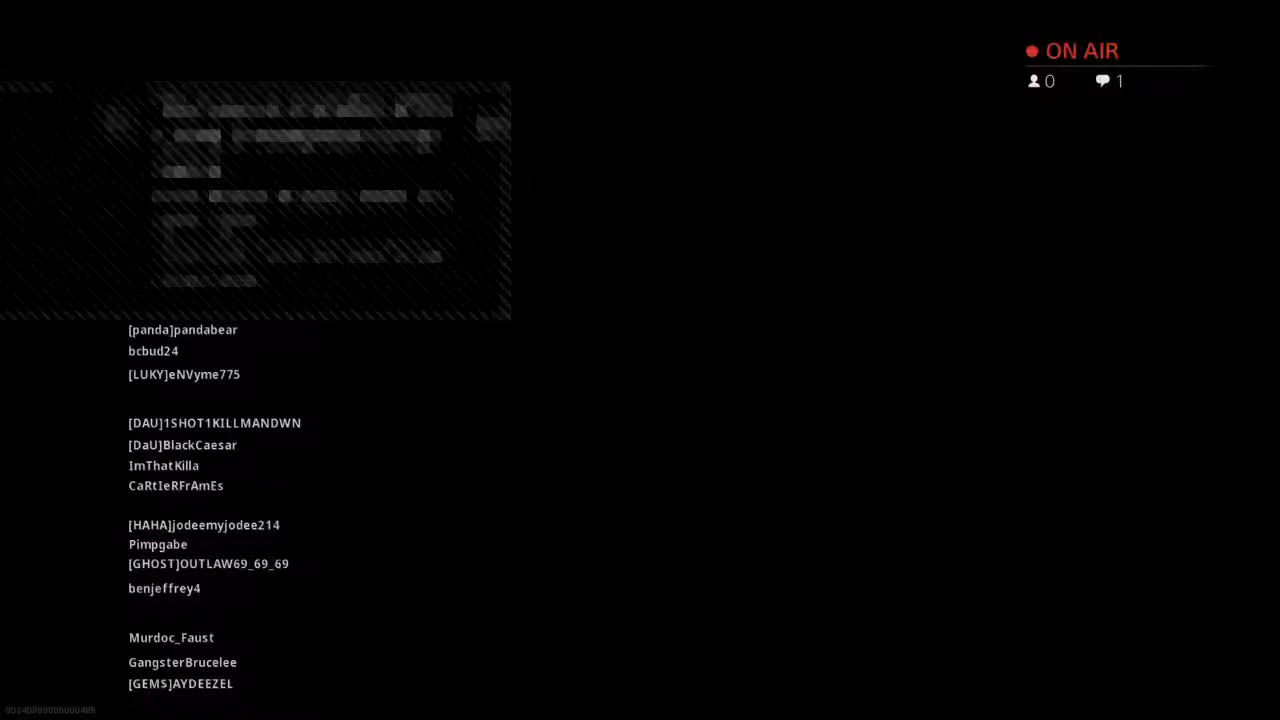 ON AIR
0 1
[panda]pandabear
bcbud24
[LUKY]eNVyme775
[DAU]1SHOT1KILLMANDWN
[DaU]BlackCaesar
ImThatKilla
CaRtIeRFrAmEs
[HAHA]jodeemyjodee214
Pimpgabe
[GHOST]OUTLAW69_69_69
benjeffrey4
Murdoc_Faust
GangsterBrucelee
[GEMS]AYDEEZEL